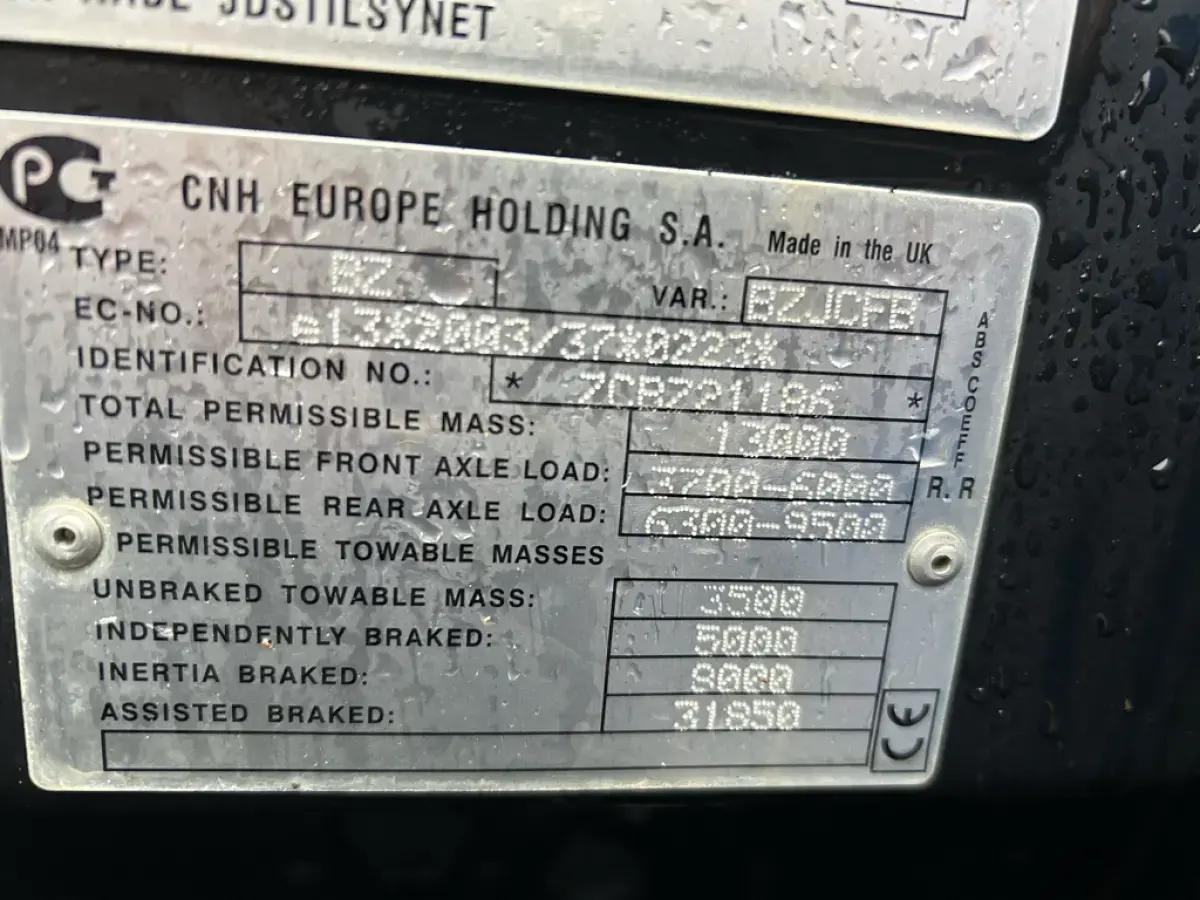 JDSTILSYNET
PG
MP04
CNH EUROPE HOLDING S.A. Made in the UK
TYPE: BZ VAR.: BZJCFB
EC-NO.: e13*2003/37*0223*
IDENTIFICATION NO.: * ZCBZ21196 *
TOTAL PERMISSIBLE MASS: 13000
PERMISSIBLE FRONT AXLE LOAD: 3700-6000
PERMISSIBLE REAR AXLE LOAD: 6300-9500
ABS COEFF R.R
PERMISSIBLE TOWABLE MASSES
UNBRAKED TOWABLE MASS: 3500
INDEPENDENTLY BRAKED: 5000
INERTIA BRAKED: 8000
ASSISTED BRAKED: 31850
CE